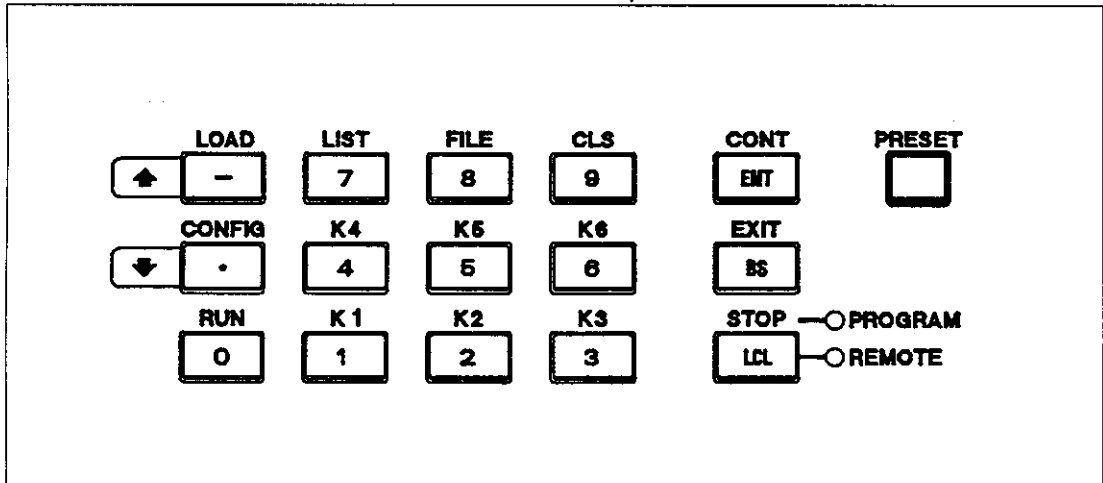 LOAD LIST FILE CLS CONT PRESET
- 7 8 9 ENT
CONFIG K4 K5 K6 EXIT
. 4 5 6 BS
RUN K1 K2 K3 STOP PROGRAM
0 1 2 3 LCL REMOTE